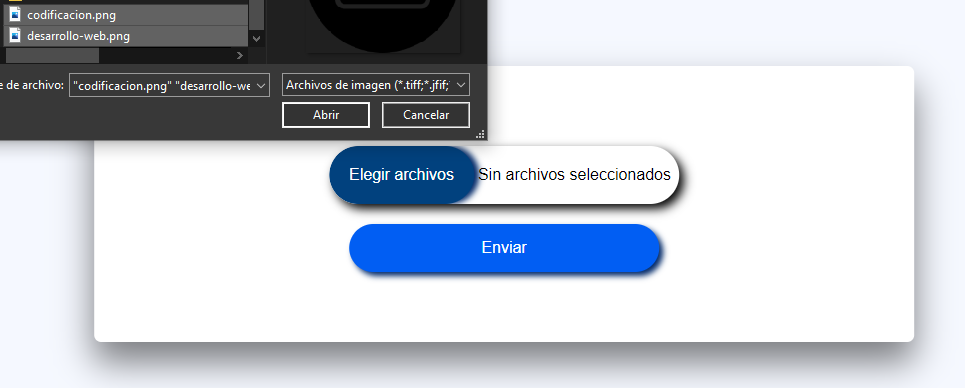 codificacion.png
desarrollo-web.png
e de archivo: "codificacion.png" "desarrollo-we Archivos de imagen (*.tiff;*.jfif;
Abrir Cancelar
Elegir archivos Sin archivos seleccionados
Enviar